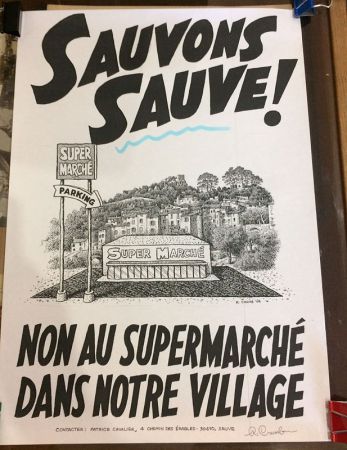 SAUVONS
SAUVE!
SUPER
MARCHÉ
PARKING
SUPER MARCHÉ
NON AU SUPERMARCHÉ
DANS NOTRE VILLAGE
CONTACTER: PATRICE CAVALIER, 4 CHEMIN DES ÉRABLES - 30610, SAUVE